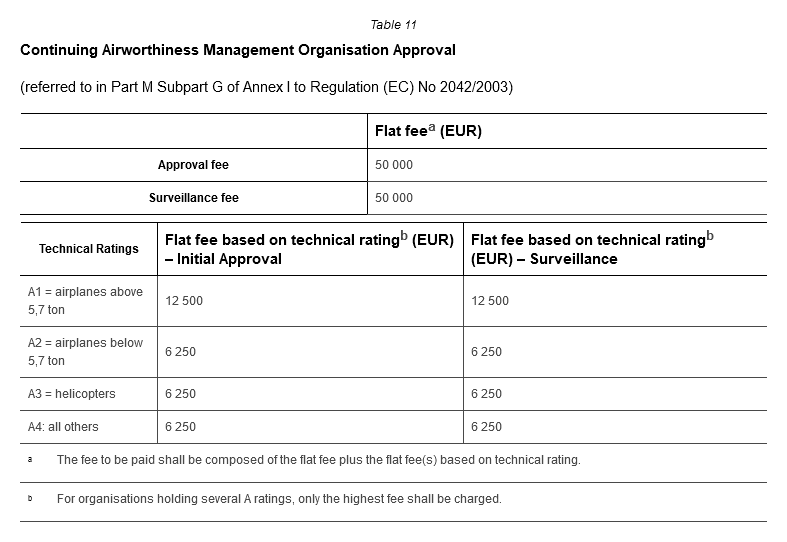 Table 11
Continuing Airworthiness Management Organisation Approval
(referred to in Part M Subpart G of Annex I to Regulation (EC) No 2042/2003)
Flat feea (EUR)
Approval fee
50 000
Surveillance fee
50 000
Technical Ratings
Flat fee based on technical ratingb (EUR)
– Initial Approval
Flat fee based on technical ratingb
(EUR) – Surveillance
A1 = airplanes above
5,7 ton
12 500
12 500
A2 = airplanes below
5,7 ton
6 250
6 250
A3 = helicopters
6 250
6 250
A4: all others
6 250
6 250
a The fee to be paid shall be composed of the flat fee plus the flat fee(s) based on technical rating.
b For organisations holding several A ratings, only the highest fee shall be charged.